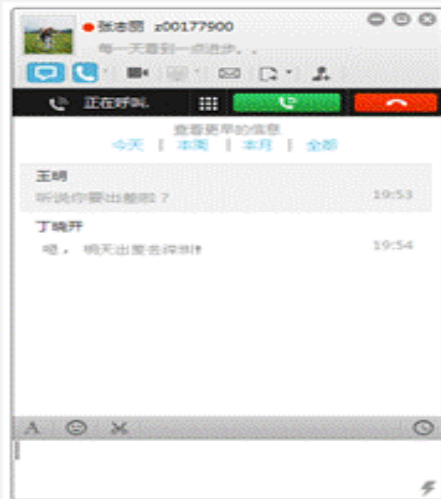 张志丽 z00177900
每一天看到一点进步。。
正在呼叫.
查看更早的信息
今天 | 本周 | 本月 | 全部
王明
听说你要出差啦？ 19:53
丁晓开
嗯，明天出差去深圳! 19:54